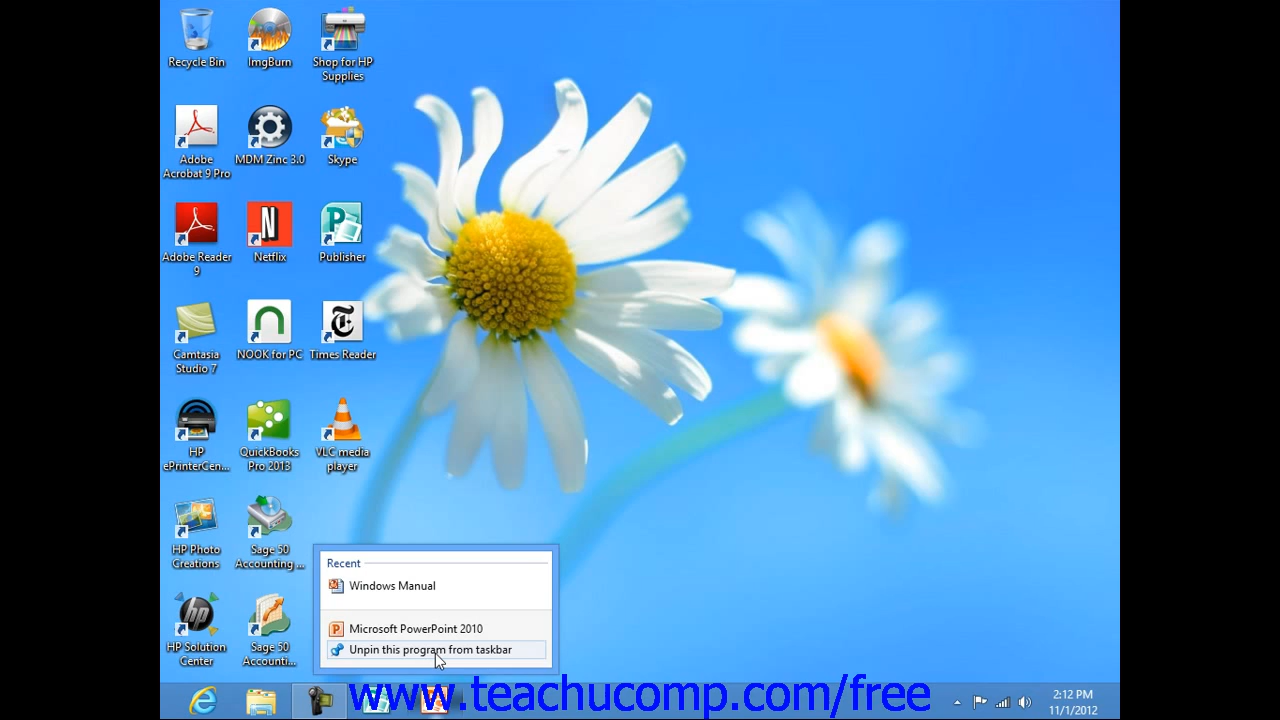 Recycle Bin
ImgBurn
Shop for HP
Supplies
Adobe
Acrobat 9 Pro
MDM Zinc 3.0
Skype
Adobe Reader
9
Netflix
Publisher
Camtasia
Studio 7
NOOK for PC
Times Reader
HP
ePrinterCen...
QuickBooks
Pro 2013
VLC media
player
HP Photo
Creations
Sage 50
Accounting ...
HP Solution
Center
Sage 50
Accounti...
Recent
Windows Manual
Microsoft PowerPoint 2010
Unpin this program from taskbar
www.teachucomp.com/free
2:12 PM
11/1/2012